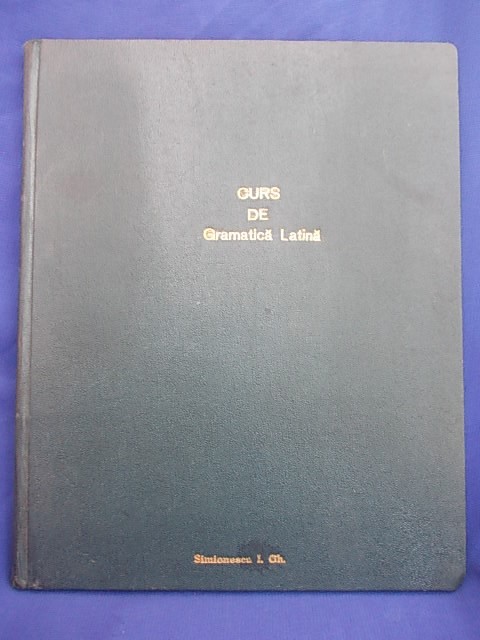 CURS
DE
Gramatică Latină
Simionescu I. Gh.